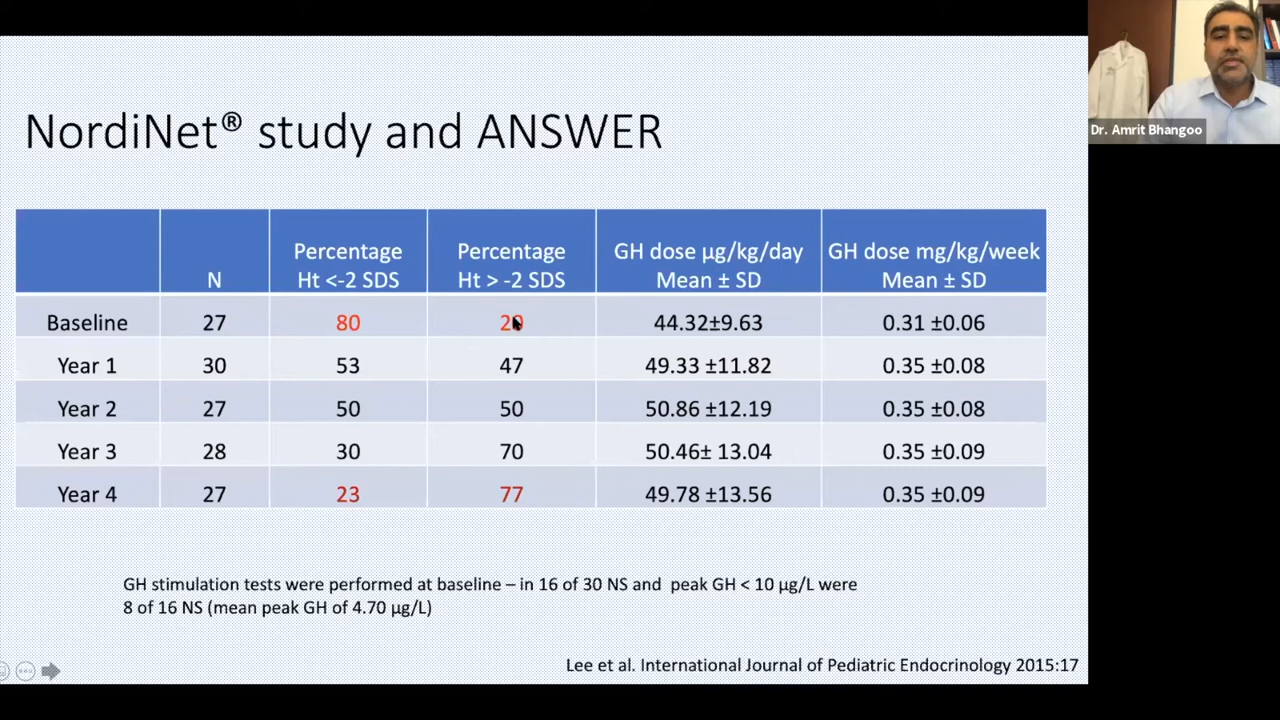 NordiNet® study and ANSWER
Dr. Amrit Bhangoo
N
Percentage
Ht <-2 SDS
Percentage
Ht > -2 SDS
GH dose µg/kg/day
Mean ± SD
GH dose mg/kg/week
Mean ± SD
Baseline 27 80 20 44.32±9.63 0.31 ±0.06
Year 1 30 53 47 49.33 ±11.82 0.35 ±0.08
Year 2 27 50 50 50.86 ±12.19 0.35 ±0.08
Year 3 28 30 70 50.46± 13.04 0.35 ±0.09
Year 4 27 23 77 49.78 ±13.56 0.35 ±0.09
GH stimulation tests were performed at baseline – in 16 of 30 NS and peak GH < 10 µg/L were
8 of 16 NS (mean peak GH of 4.70 µg/L)
Lee et al. International Journal of Pediatric Endocrinology 2015:17